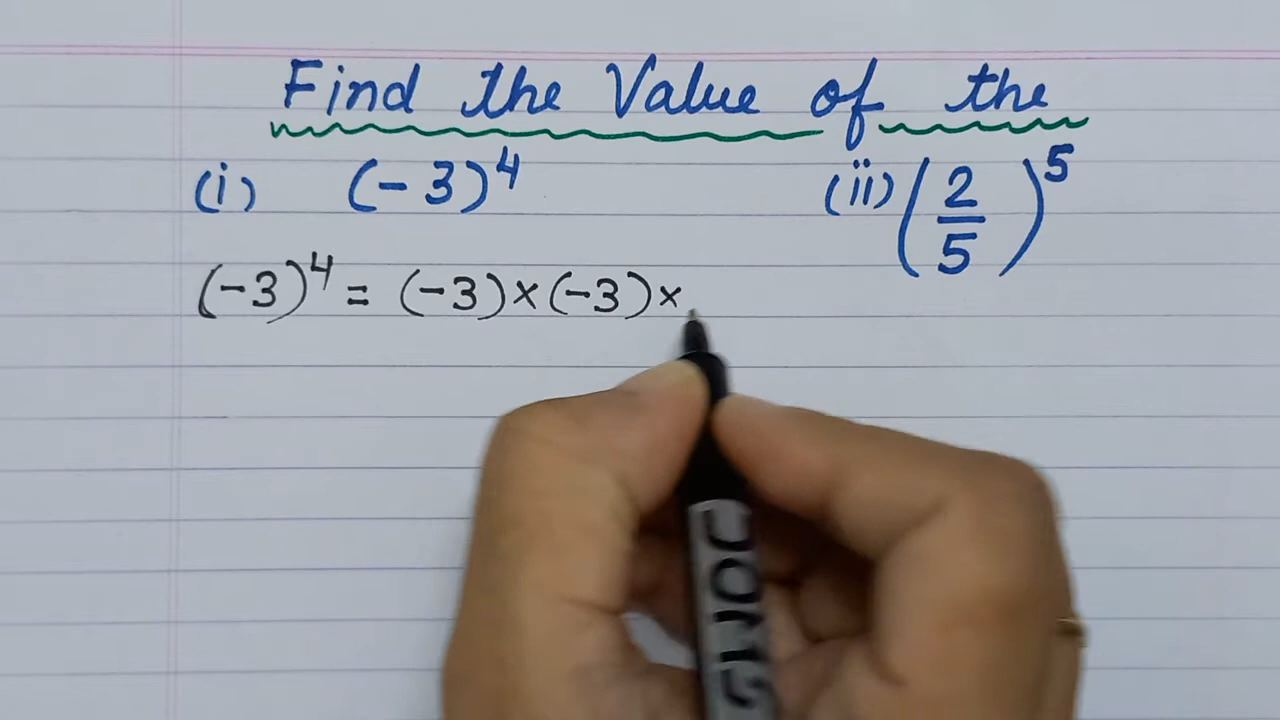 Find the Value of the
(i) (-3)⁴ (ii) (2/5)⁵
(-3)⁴ = (-3)×(-3)×